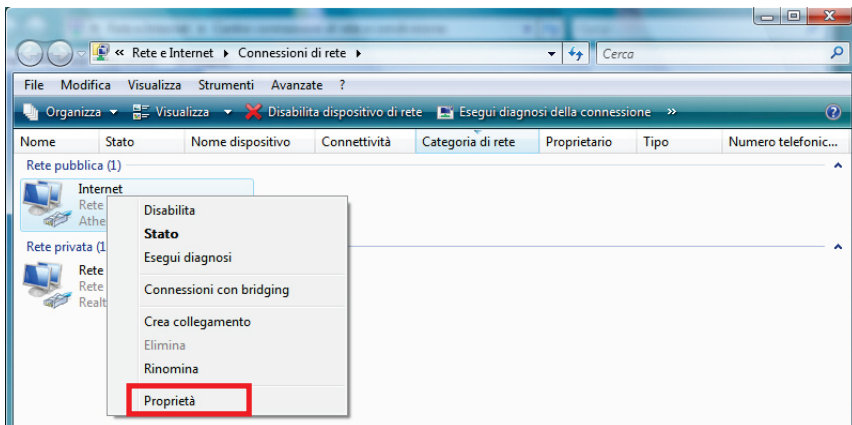 « Rete e Internet ▸ Connessioni di rete ▸ Cerca
File Modifica Visualizza Strumenti Avanzate ?
Organizza Visualizza Disabilita dispositivo di rete Esegui diagnosi della connessione »
Nome Stato Nome dispositivo Connettività Categoria di rete Proprietario Tipo Numero telefonic...
Rete pubblica (1)
Internet
Rete
Athe
Disabilita
Stato
Esegui diagnosi
Connessioni con bridging
Crea collegamento
Elimina
Rinomina
Proprietà
Rete privata (1
Rete
Rete
Realt